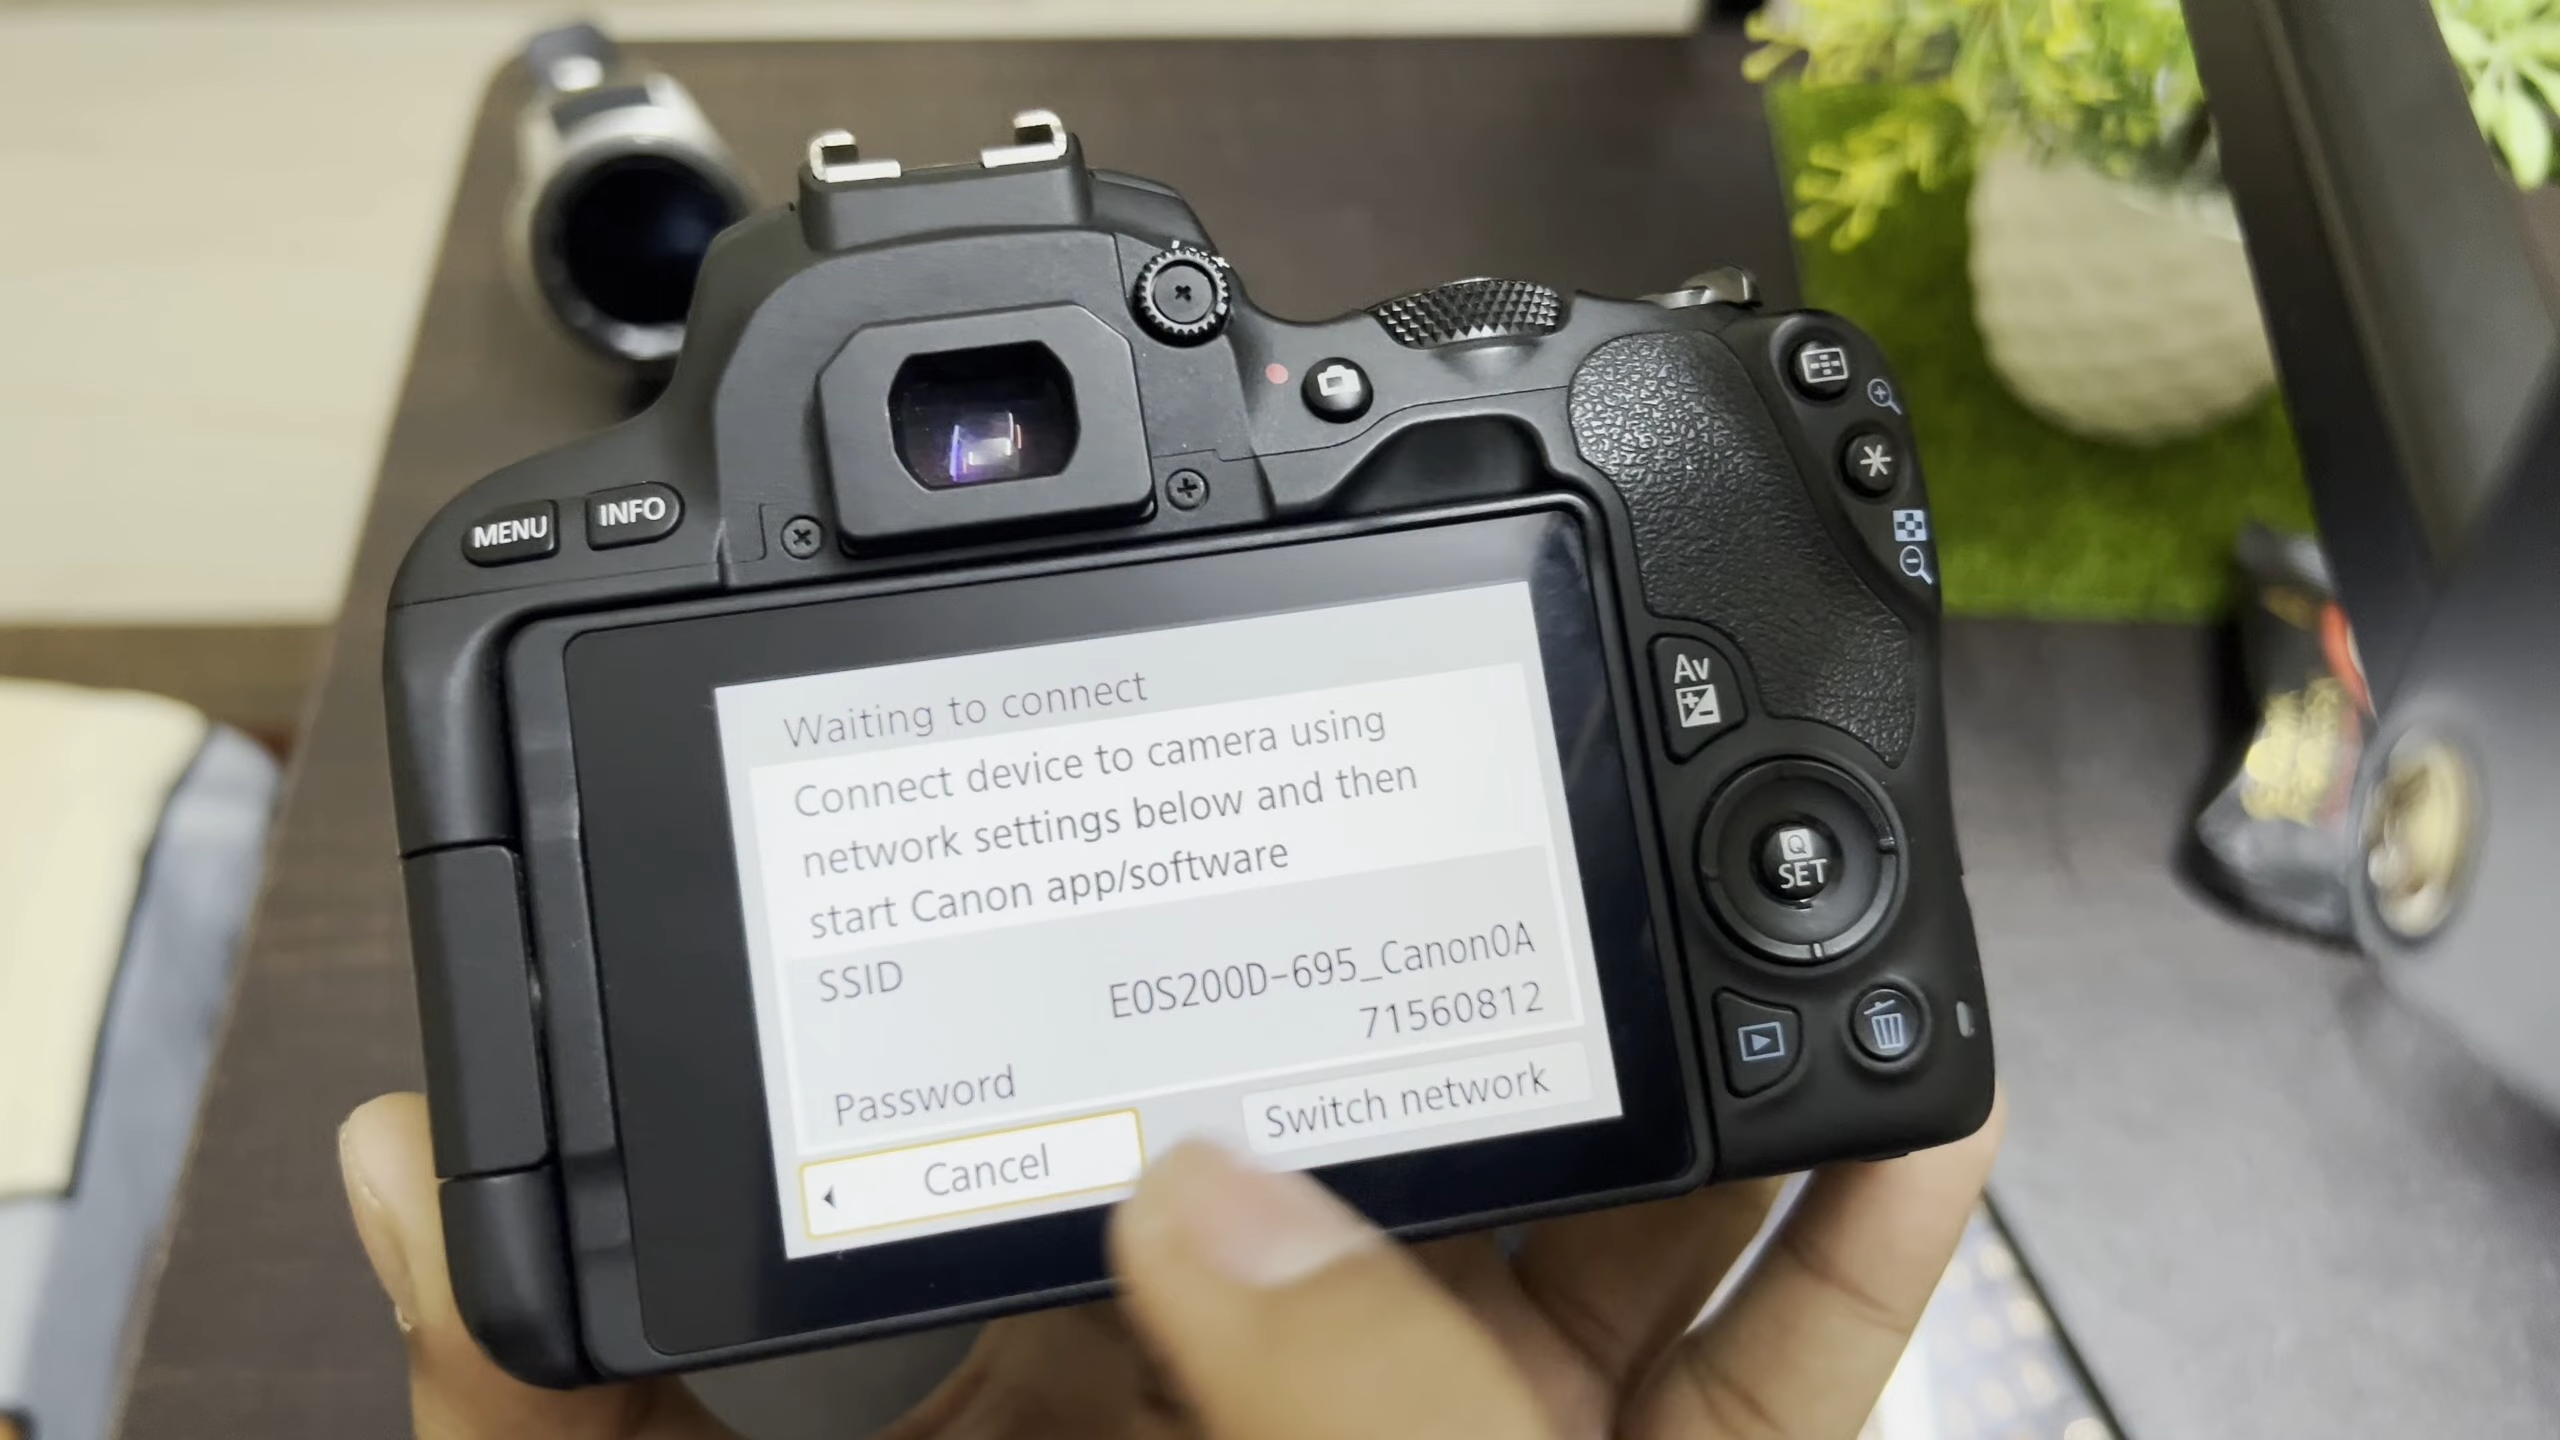 MENU
INFO
Av
Q
SET
Waiting to connect
Connect device to camera using
network settings below and then
start Canon app/software
SSID
EOS200D-695_Canon0A
71560812
Password
Cancel
Switch network